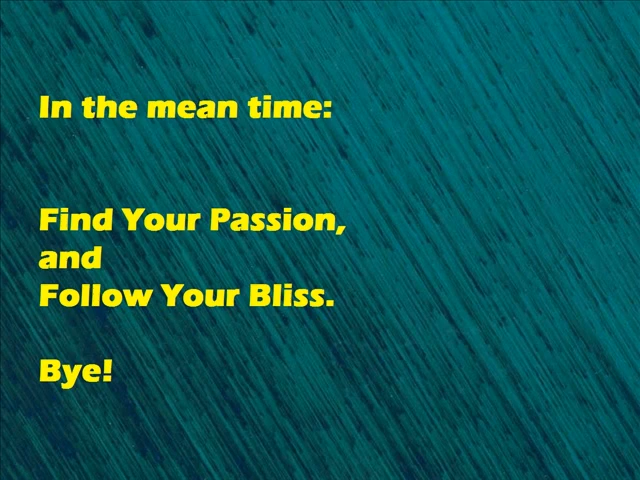 In the mean time:
Find Your Passion,
and
Follow Your Bliss.
Bye!